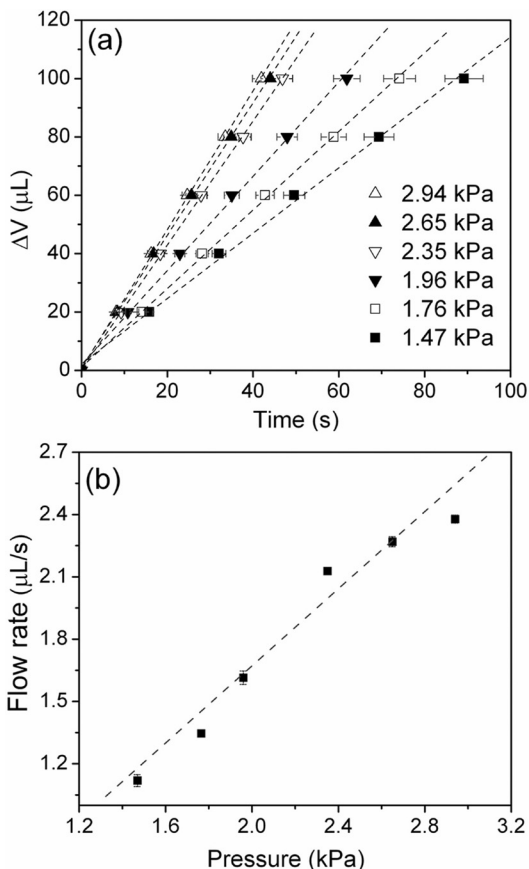 (a)
120
100
80
60
40
20
0
ΔV (μL)
2.94 kPa
2.65 kPa
2.35 kPa
1.96 kPa
1.76 kPa
1.47 kPa
0 20 40 60 80 100
Time (s)
(b)
2.7
2.4
2.1
1.8
1.5
1.2
Flow rate (μL/s)
1.2 1.6 2.0 2.4 2.8 3.2
Pressure (kPa)